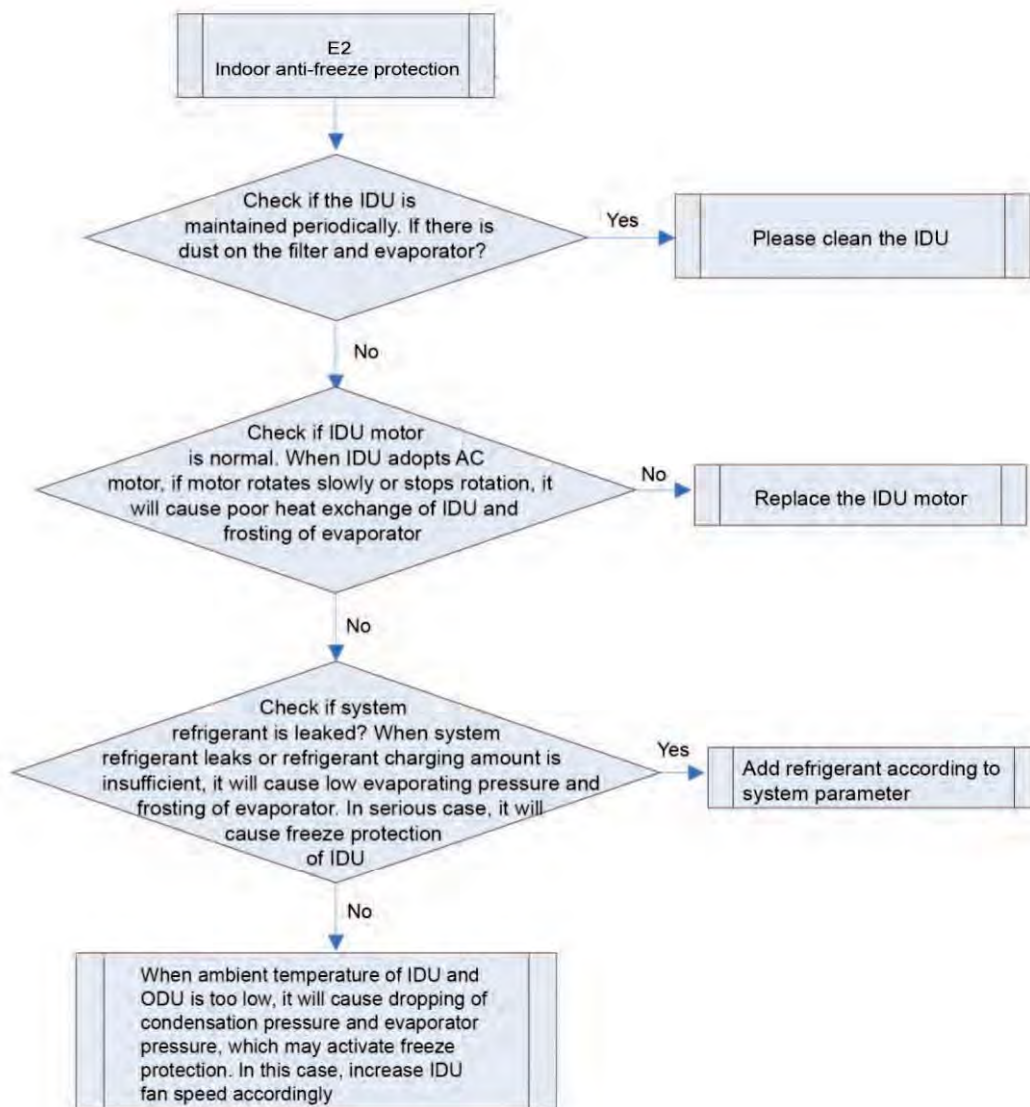 E2
Indoor anti-freeze protection
Check if the IDU is
maintained periodically. If there is
dust on the filter and evaporator?
Yes
Please clean the IDU
No
Check if IDU motor
is normal. When IDU adopts AC
motor, if motor rotates slowly or stops rotation, it
will cause poor heat exchange of IDU and
frosting of evaporator
No
Replace the IDU motor
No
Check if system
refrigerant is leaked? When system
refrigerant leaks or refrigerant charging amount is
insufficient, it will cause low evaporating pressure and
frosting of evaporator. In serious case, it will
cause freeze protection
of IDU
Yes
Add refrigerant according to
system parameter
No
When ambient temperature of IDU and
ODU is too low, it will cause dropping of
condensation pressure and evaporator
pressure, which may activate freeze
protection. In this case, increase IDU
fan speed accordingly